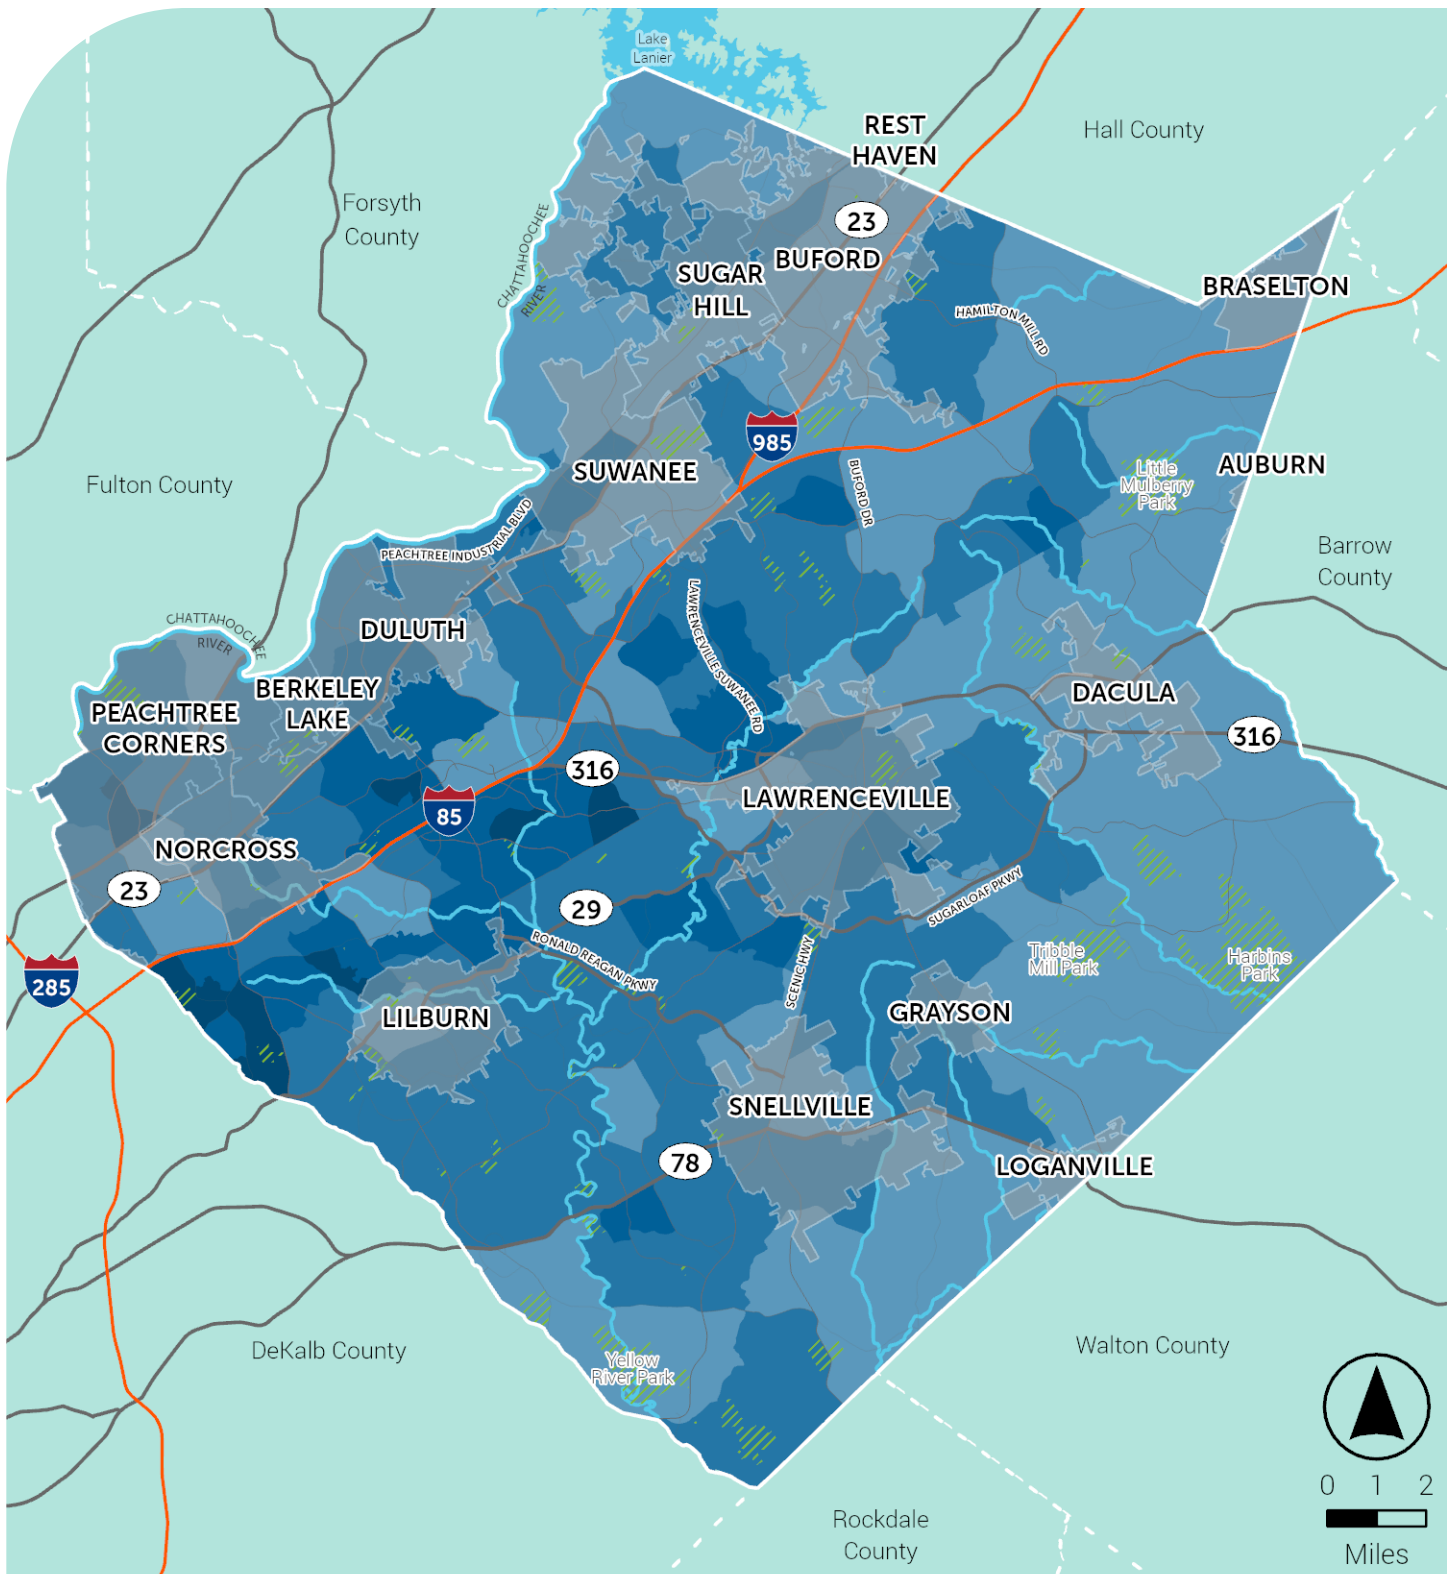 Lake
Lanier
REST
HAVEN
Hall County
Forsyth
County
CHATTAHOOCHEE
RIVER
23
BUFORD
SUGAR
HILL
BRASELTON
HAMILTON MILL RD
985
SUWANEE
AUBURN
Fulton County
BUFORD DR
Little
Mulberry
Park
PEACHTREE INDUSTRIAL BLVD
Barrow
County
LAWRENCEVILLE SUWANEE RD
CHATTAHOOCHEE
RIVER
DULUTH
BERKELEY
LAKE
DACULA
PEACHTREE
CORNERS
316
316
LAWRENCEVILLE
85
NORCROSS
23
29
SUGARLOAF PKWY
RONALD REAGAN PKWY
SCENIC HWY
Tribble
Mill Park
Harbins
Park
285
LILBURN
GRAYSON
SNELLVILLE
78
LOGANVILLE
DeKalb County
Yellow
River Park
Walton County
0 1 2
Miles
Rockdale
County